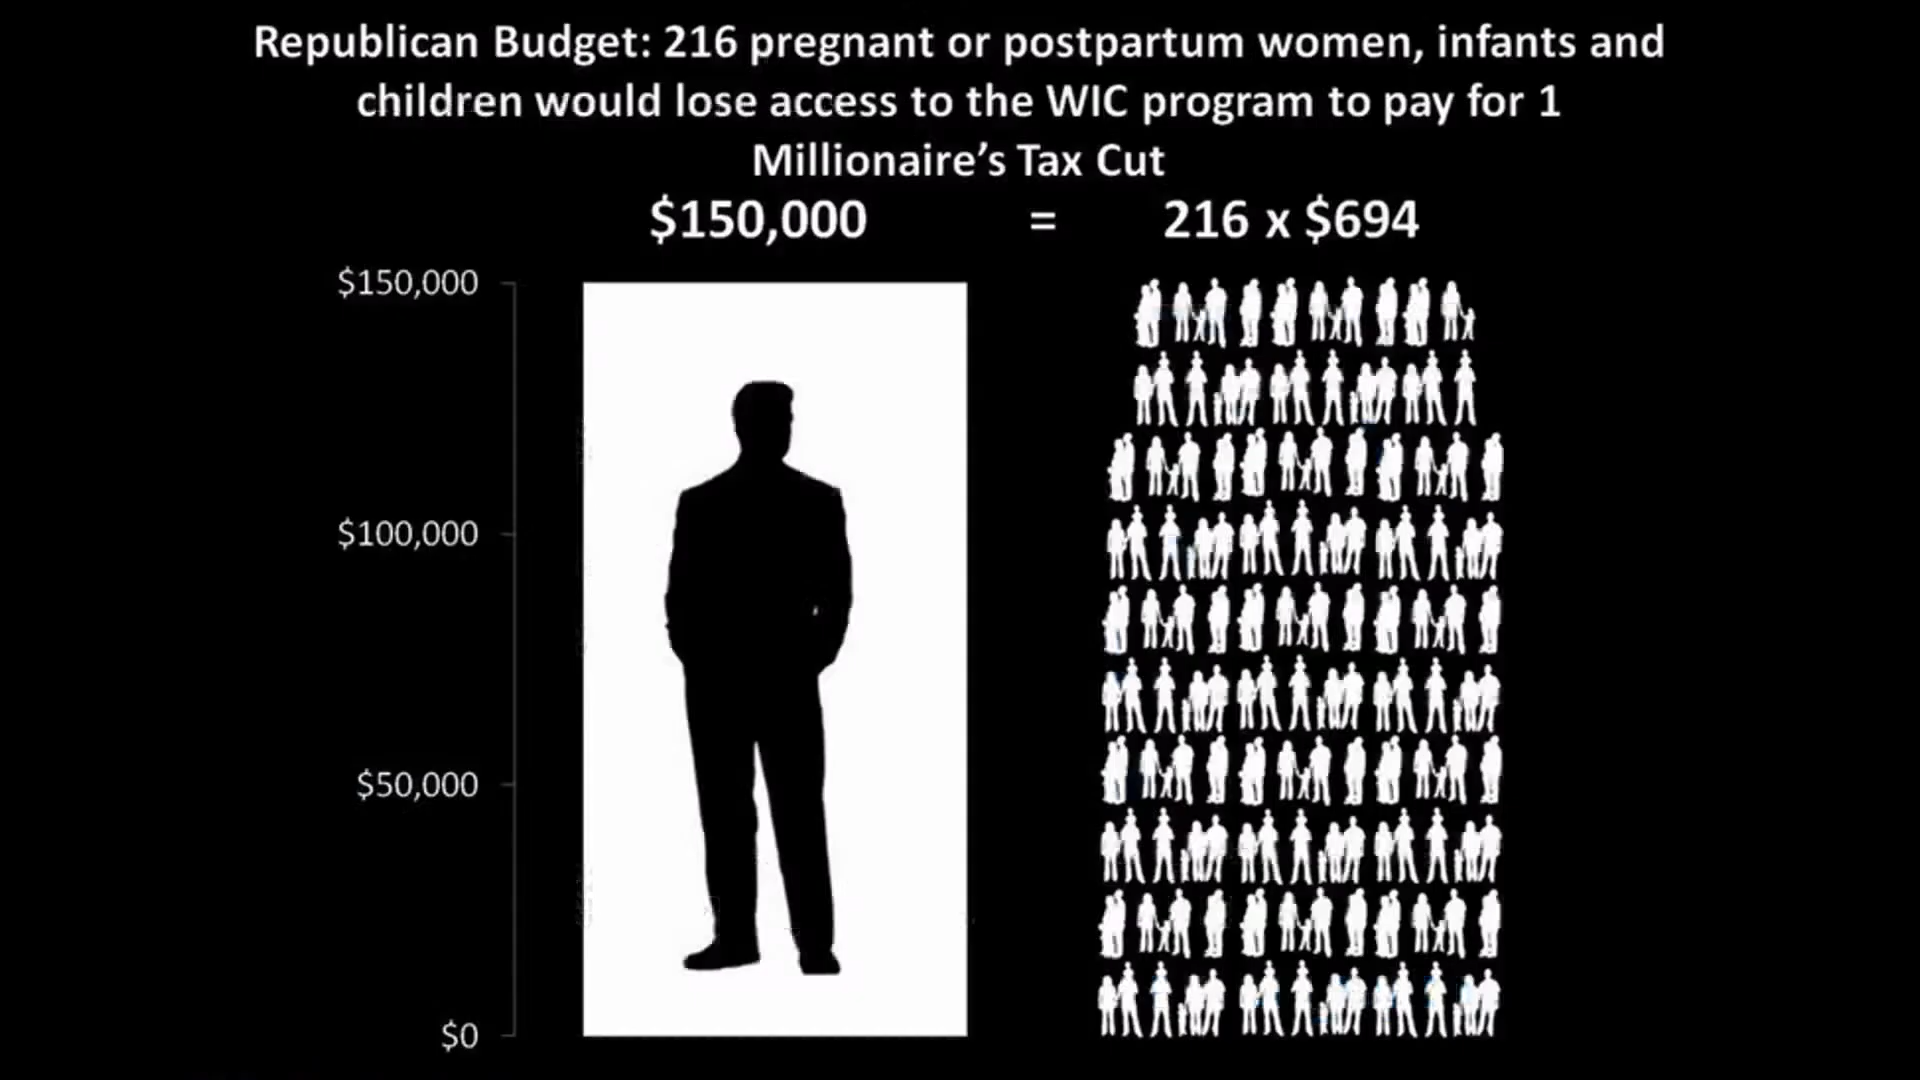 Republican Budget: 216 pregnant or postpartum women, infants and
children would lose access to the WIC program to pay for 1
Millionaire’s Tax Cut
$150,000 = 216 x $694
$150,000
$100,000
$50,000
$0